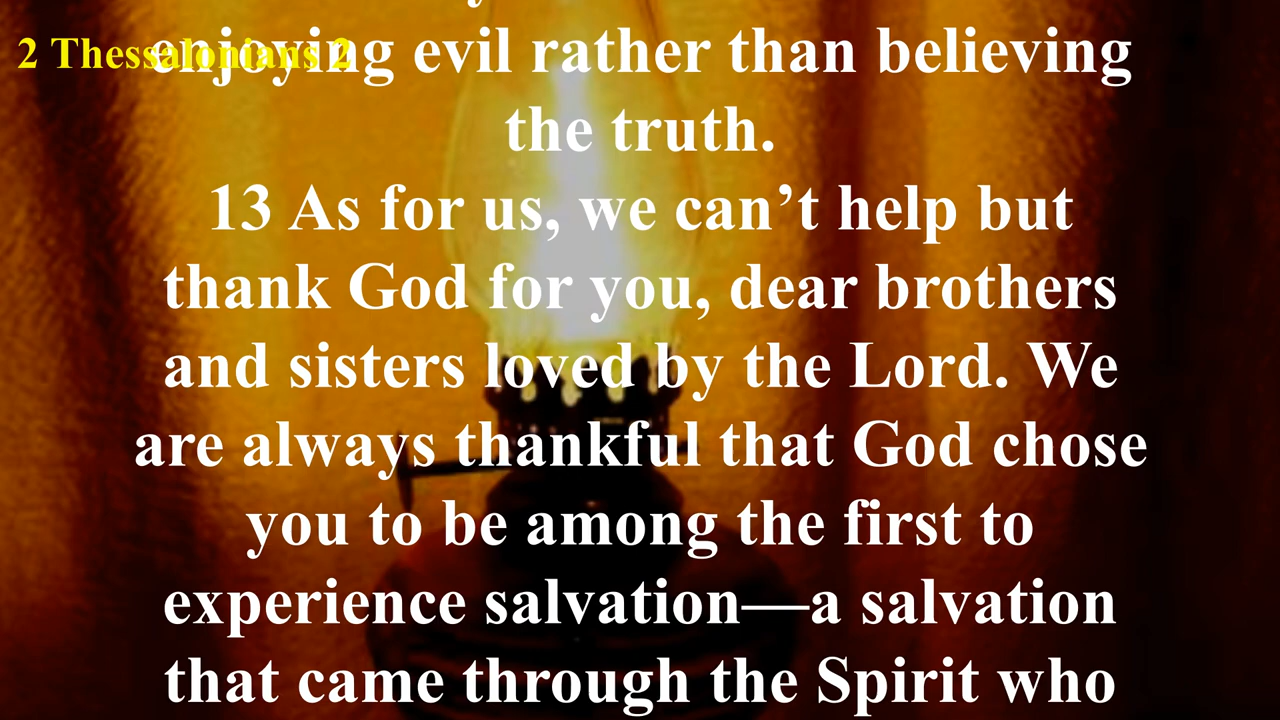 2 Thessalonians 2
enjoying evil rather than believing
the truth.
13 As for us, we can’t help but
thank God for you, dear brothers
and sisters loved by the Lord. We
are always thankful that God chose
you to be among the first to
experience salvation—a salvation
that came through the Spirit who